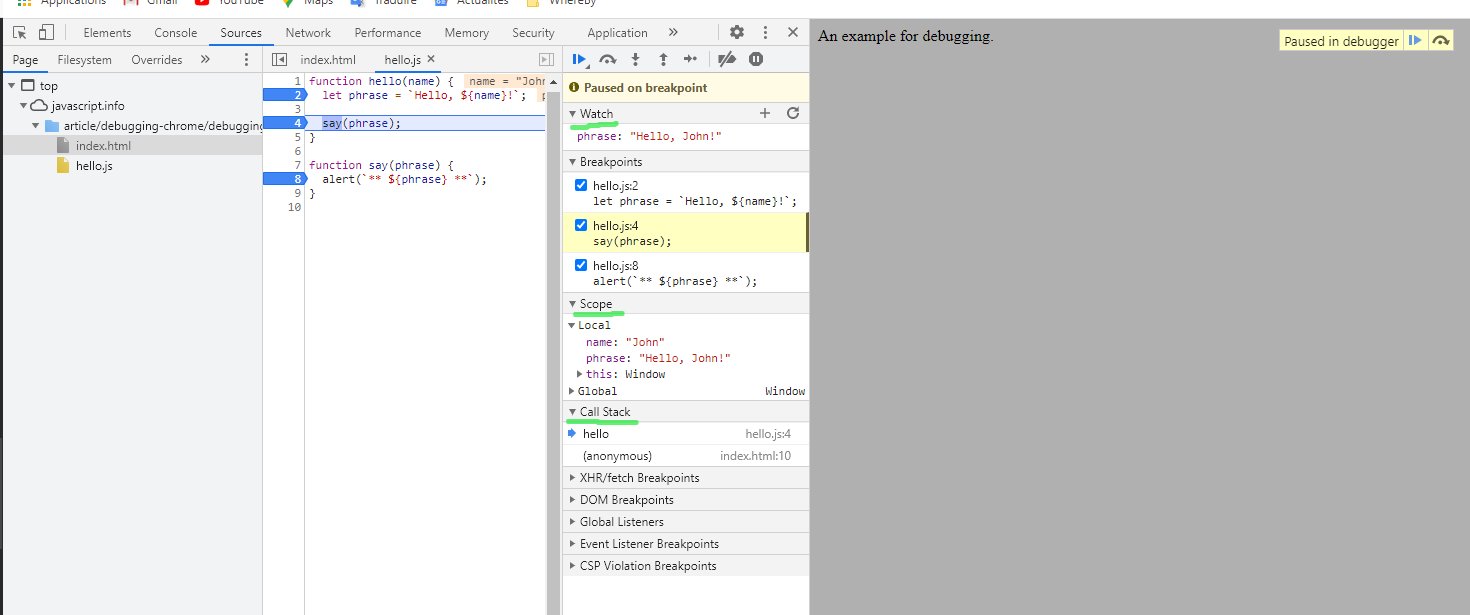 Applications Gmail YouTube Maps Traduire Actualités Whereby
Elements Console Sources Network Performance Memory Security Application »
Page Filesystem Overrides »
index.html hello.js ×
top
javascript.info
article/debugging-chrome/debugging
index.html
hello.js
1 function hello(name) { name = "John
2 let phrase = `Hello, ${name}!`; p
3
4 say(phrase);
5 }
6
7 function say(phrase) {
8 alert(`** ${phrase} **`);
9 }
10
Paused on breakpoint
Watch
phrase: "Hello, John!"
Breakpoints
hello.js:2
let phrase = `Hello, ${name}!`;
hello.js:4
say(phrase);
hello.js:8
alert(`** ${phrase} **`);
Scope
Local
name: "John"
phrase: "Hello, John!"
this: Window
Global Window
Call Stack
hello hello.js:4
(anonymous) index.html:10
XHR/fetch Breakpoints
DOM Breakpoints
Global Listeners
Event Listener Breakpoints
CSP Violation Breakpoints
An example for debugging.
Paused in debugger